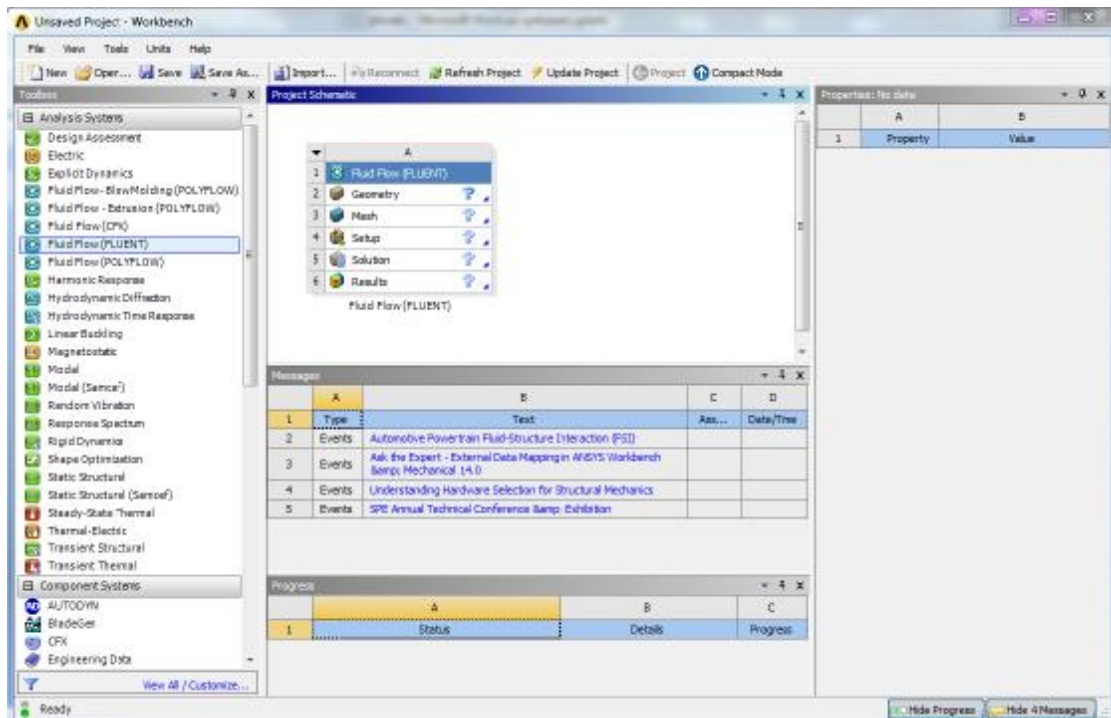 Unsaved Project - Workbench
File View Tools Units Help
New Open... Save Save As... Import... Reconnect Refresh Project Update Project Project Compact Mode
Toolbox
Analysis Systems
Design Assessment
Electric
Explicit Dynamics
Fluid Flow - BlowMolding (POLYFLOW)
Fluid Flow - Extrusion (POLYFLOW)
Fluid Flow (CFX)
Fluid Flow (FLUENT)
Fluid Flow (POLYFLOW)
Harmonic Response
Hydrodynamic Diffraction
Hydrodynamic Time Response
Linear Buckling
Magnetostatic
Modal
Modal (Samcef)
Random Vibration
Response Spectrum
Rigid Dynamics
Shape Optimization
Static Structural
Static Structural (Samcef)
Steady-State Thermal
Thermal-Electric
Transient Structural
Transient Thermal
Component Systems
AUTODYN
BladeGen
CFX
Engineering Data
View All / Customize...
Project Schematic
A
1 Fluid Flow (FLUENT)
2 Geometry
3 Mesh
4 Setup
5 Solution
6 Results
Fluid Flow (FLUENT)
Messages
A B C D
1 Type Text Ass... Date/Time
2 Events Automotive Powertrain Fluid-Structure Interaction (FSI)
3 Events Ask the Expert - External Data Mapping in ANSYS Workbench
&amp; Mechanical 14.0
4 Events Understanding Hardware Selection for Structural Mechanics
5 Events SPE Annual Technical Conference &amp; Exhibition
Progress
A B C
1 Status Details Progress
Properties: No data
A B
1 Property Value
Ready
Hide Progress Hide 4 Messages